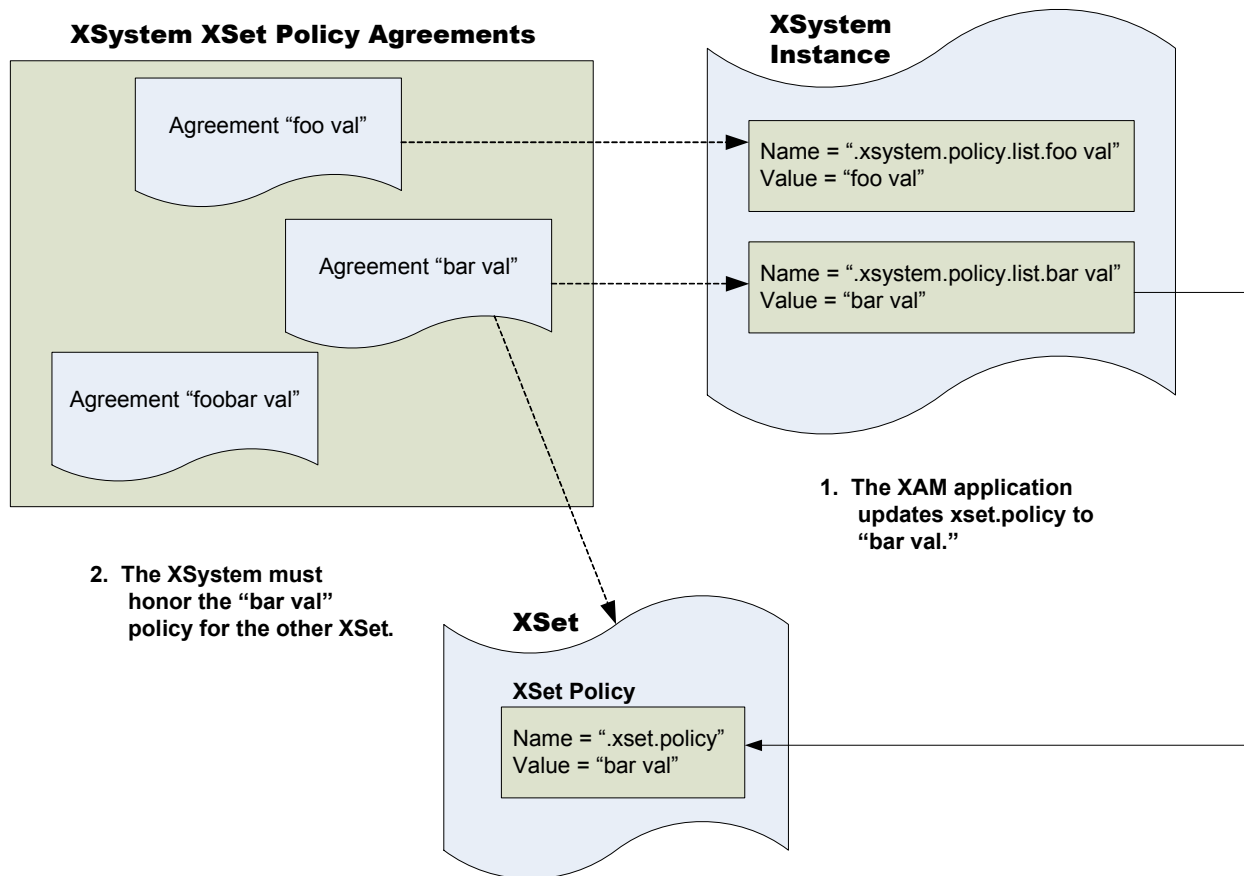 XSystem XSet Policy Agreements
Agreement “foo val”
Agreement “bar val”
Agreement “foobar val”
XSystem
Instance
Name = “.xsystem.policy.list.foo val”
Value = “foo val”
Name = “.xsystem.policy.list.bar val”
Value = “bar val”
1. The XAM application
updates xset.policy to
“bar val.”
2. The XSystem must
honor the “bar val”
policy for the other XSet.
XSet
XSet Policy
Name = “.xset.policy”
Value = “bar val”